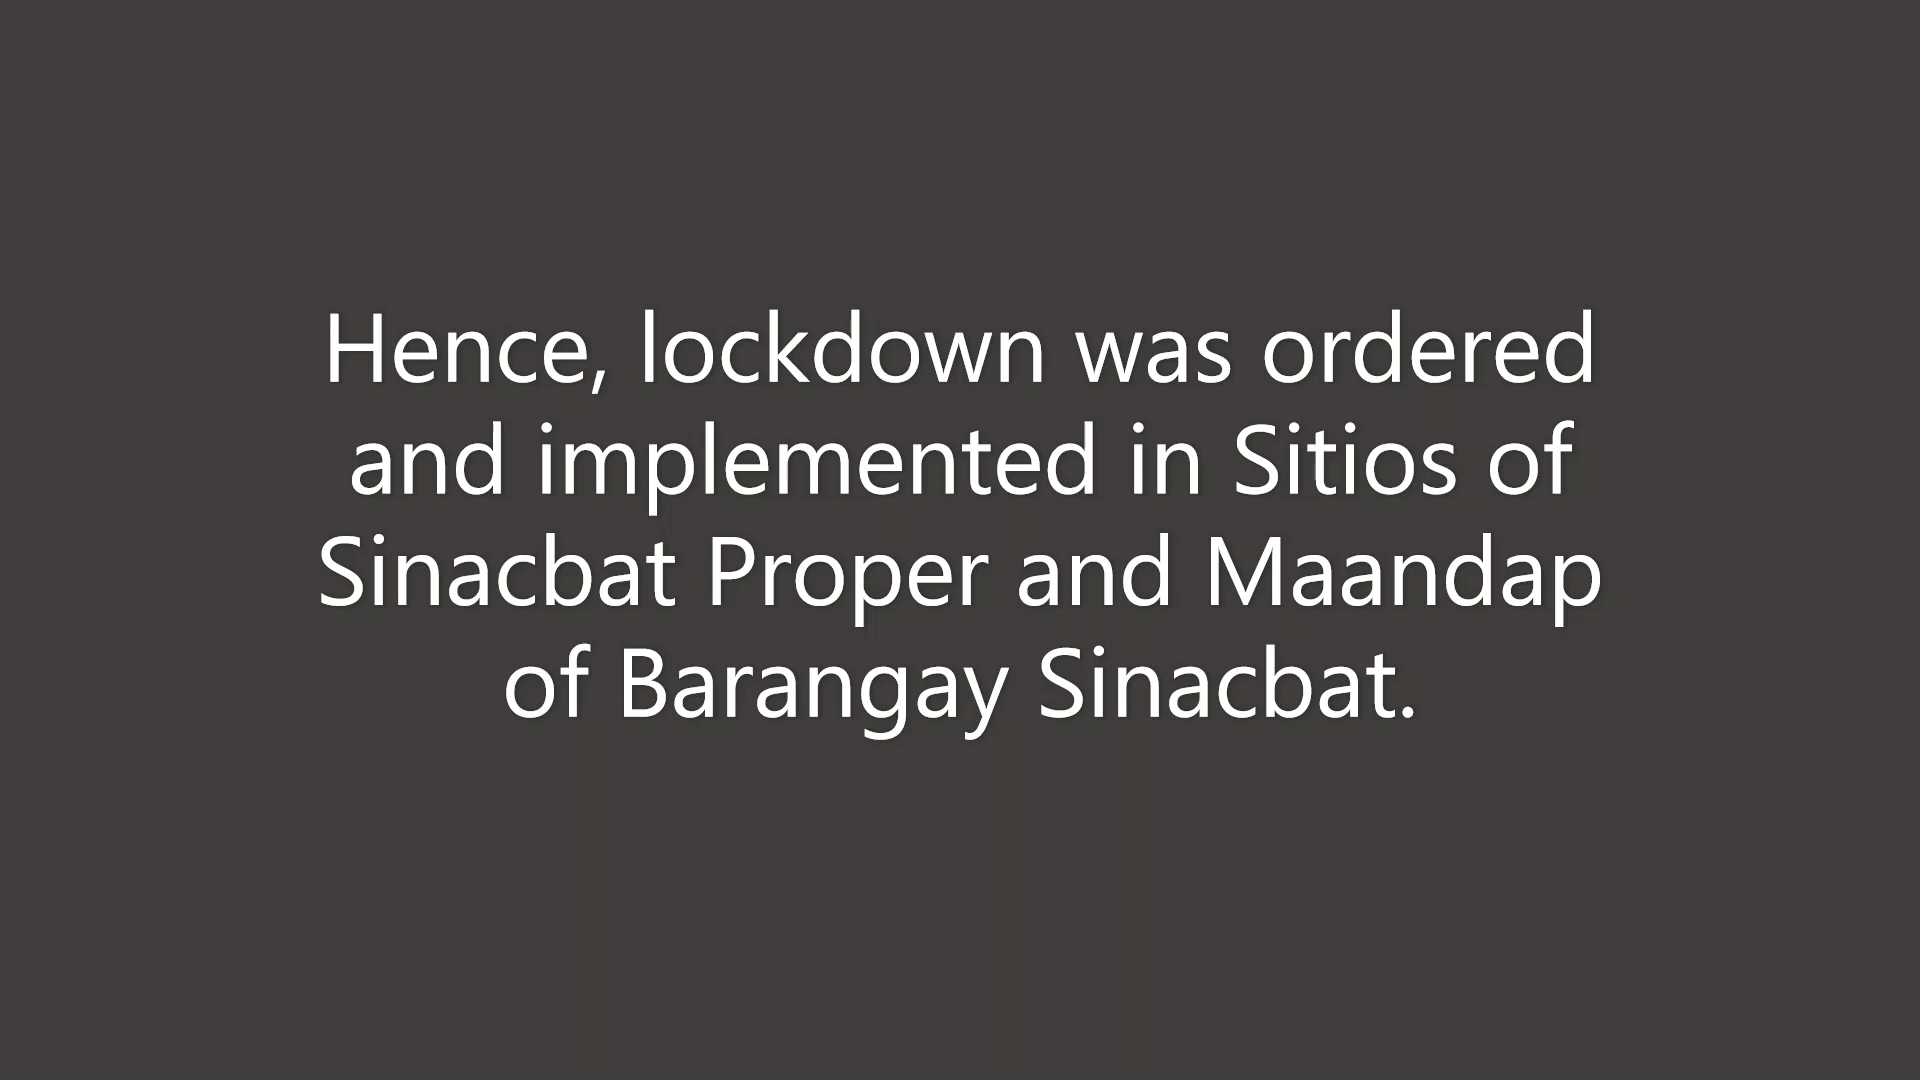 Hence, lockdown was ordered
and implemented in Sitios of
Sinacbat Proper and Maandap
of Barangay Sinacbat.